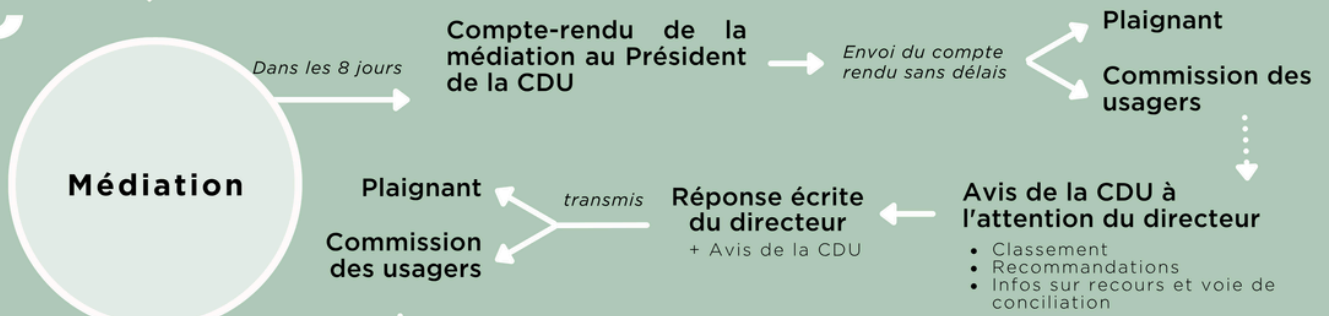 Médiation
Dans les 8 jours
Compte-rendu de la
médiation au Président
de la CDU
Envoi du compte
rendu sans délais
Plaignant
Commission des
usagers
Avis de la CDU à
l'attention du directeur
• Classement
• Recommandations
• Infos sur recours et voie de
conciliation
Réponse écrite
du directeur
+ Avis de la CDU
transmis
Plaignant
Commission
des usagers